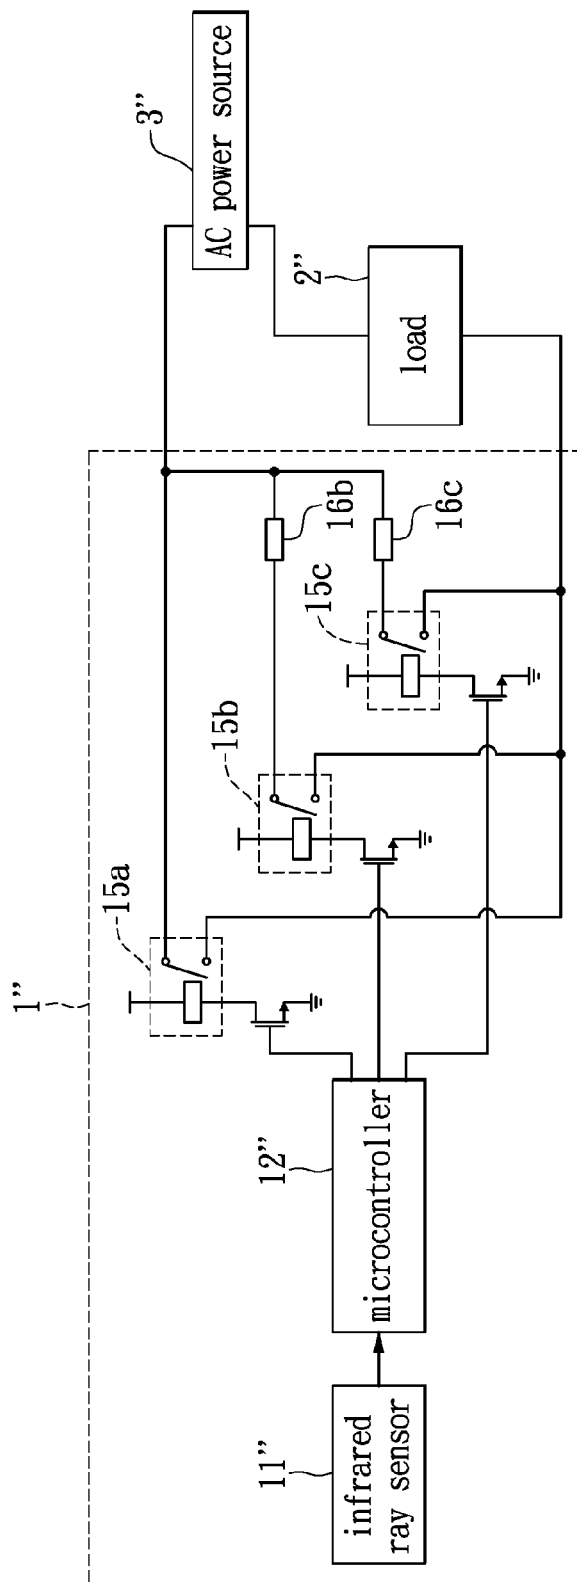 1”
11”
infrared
ray sensor
12”
microcontroller
15a
15b
15c
16b
16c
2”
load
3”
AC power source